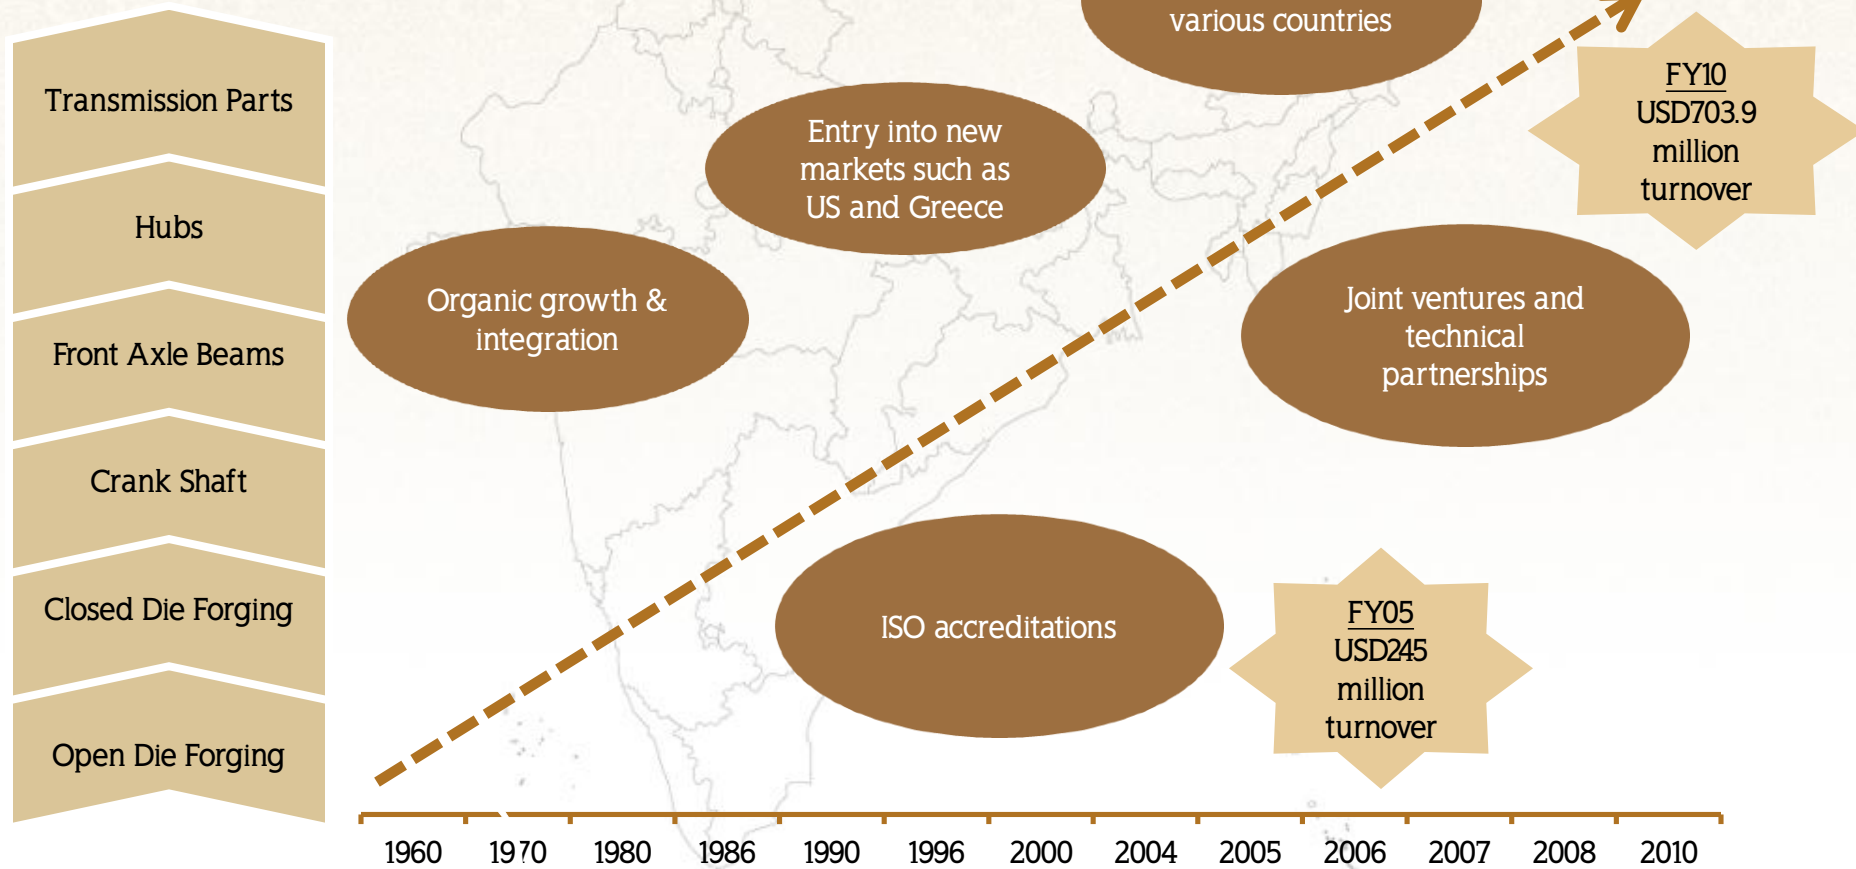 various countries
FY10
USD703.9
million
turnover
Transmission Parts
Entry into new
markets such as
US and Greece
Hubs
Organic growth &
integration
Joint ventures and
technical
partnerships
Front Axle Beams
Crank Shaft
Closed Die Forging
ISO accreditations
FY05
USD245
million
turnover
Open Die Forging
1960 1970 1980 1986 1990 1996 2000 2004 2005 2006 2007 2008 2010